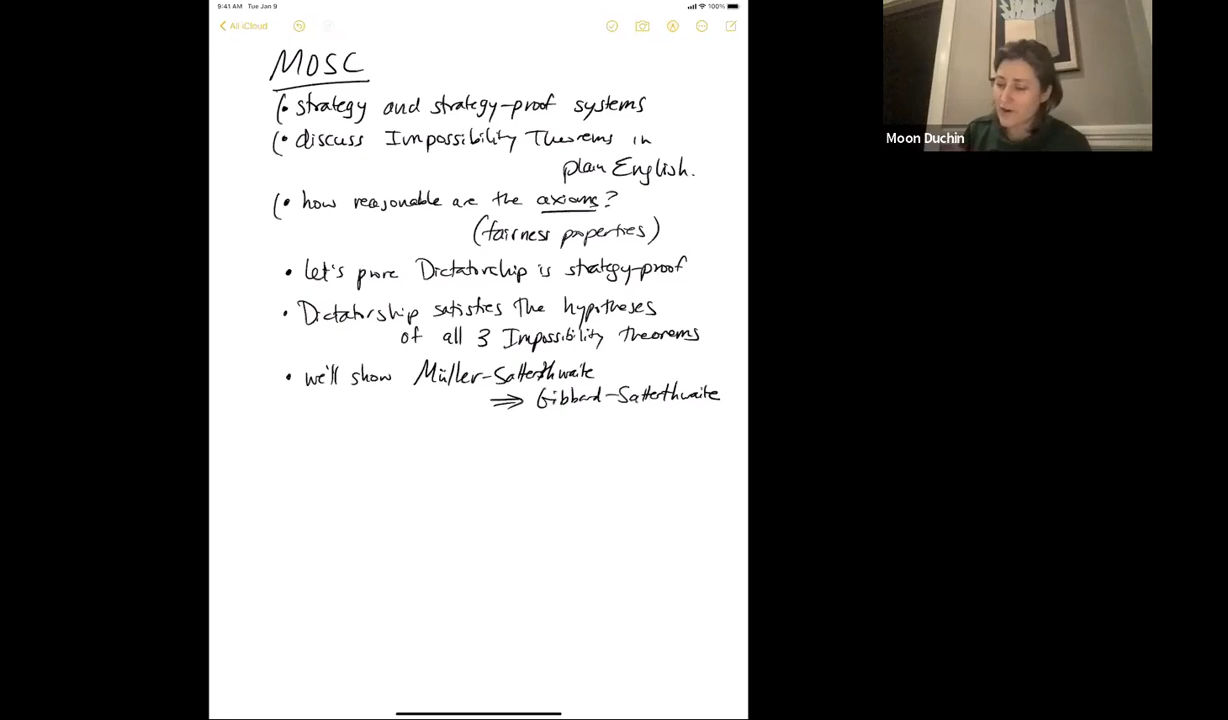 9:41 AM Tue Jan 9
100%
All iCloud
MOSC
(• strategy and strategy-proof systems
(• discuss Impossibility Theorems in
plain English.
(• how reasonable are the axioms?
(fairness properties)
• let's prove Dictatorship is strategy-proof
• Dictatorship satisfies the hypotheses
of all 3 Impossibility theorems
• we'll show Müller-Satterthwaite
⇒ Gibbard-Satterthwaite
Moon Duchin